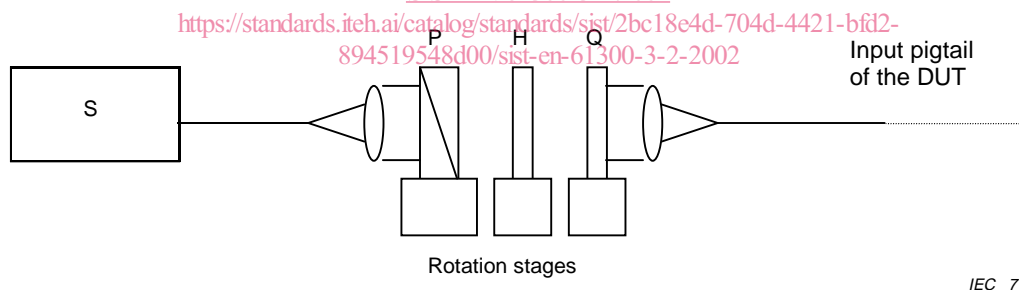 https://standards.iteh.ai/catalog/standards/sist/2bc18e4d-704d-4421-bfd2-
P H Q
894519548d00/sist-en-61300-3-2-2002
Input pigtail
of the DUT
S
Rotation stages
IEC 7